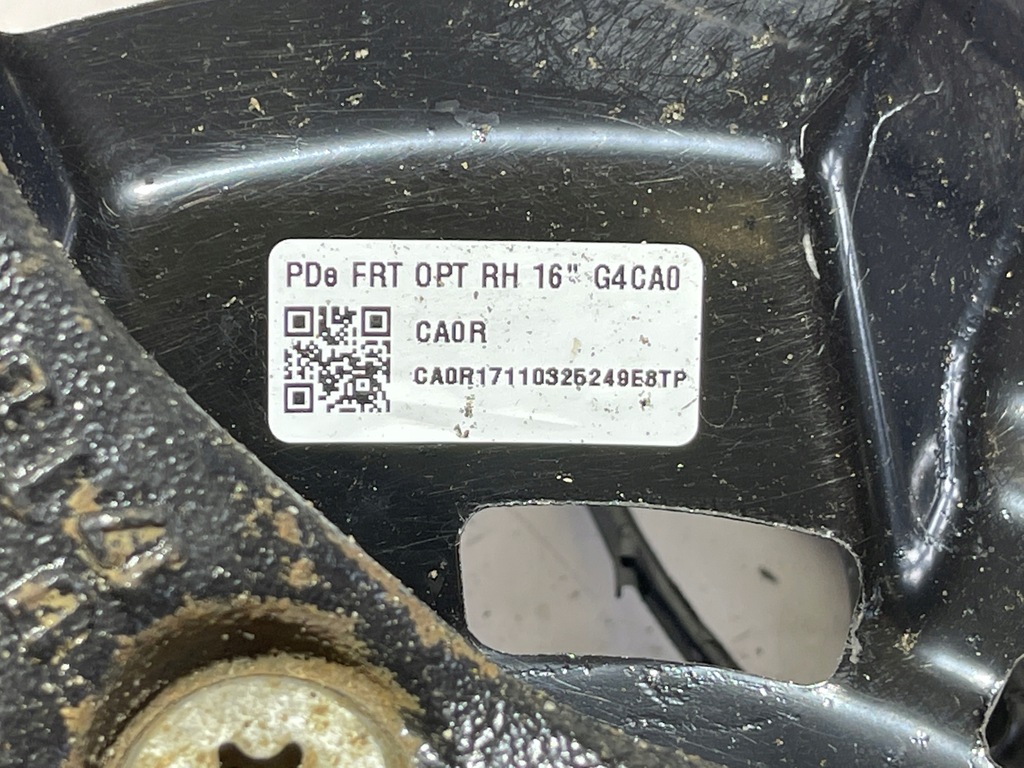 PDe FRT OPT RH 16" G4CA0
CA0R
CA0R17110325249E8TP